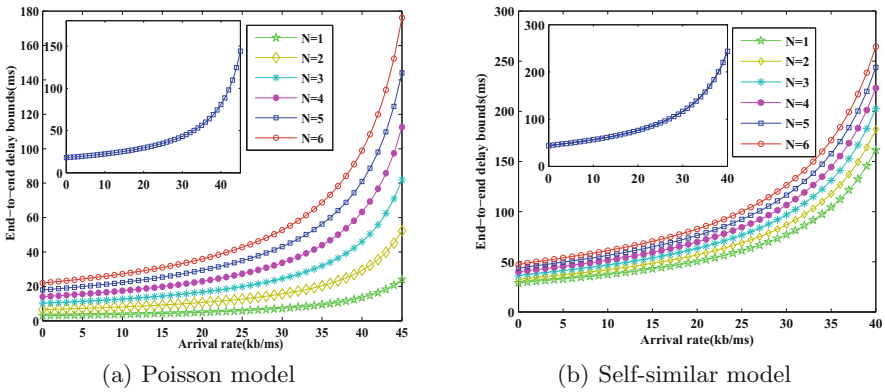 180
160
140
120
100
80
60
40
20
0
0 5 10 15 20 25 30 35 40 45
End−to−end delay bounds(ms)
Arrival rate(kb/ms)
150
100
50
0
0 10 20 30 40
N=1
N=2
N=3
N=4
N=5
N=6
(a) Poisson model
300
250
200
150
100
50
0
0 5 10 15 20 25 30 35 40
End−to−end delay bounds(ms)
Arrival rate(kb/ms)
300
200
100
0
0 10 20 30 40
N=1
N=2
N=3
N=4
N=5
N=6
(b) Self-similar model